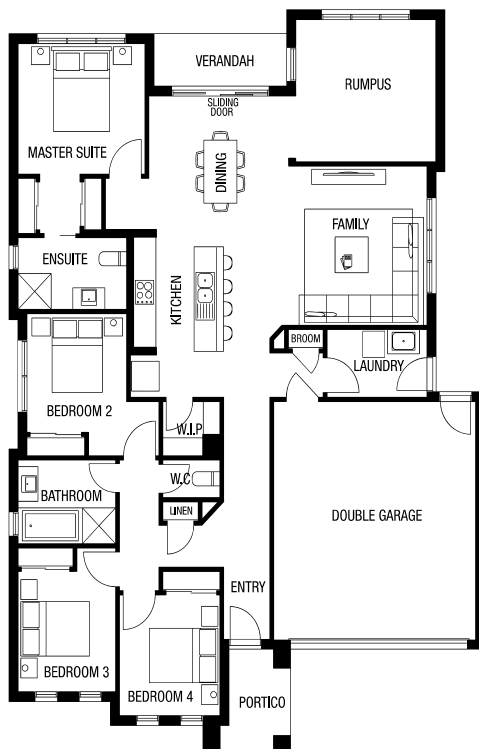 VERANDAH
RUMPUS
SLIDING
DOOR
MASTER SUITE
DINING
FAMILY
ENSUITE
KITCHEN
BROOM
LAUNDRY
BEDROOM 2
W.I.P
W.C
BATHROOM
LINEN
DOUBLE GARAGE
ENTRY
BEDROOM 3
BEDROOM 4
PORTICO